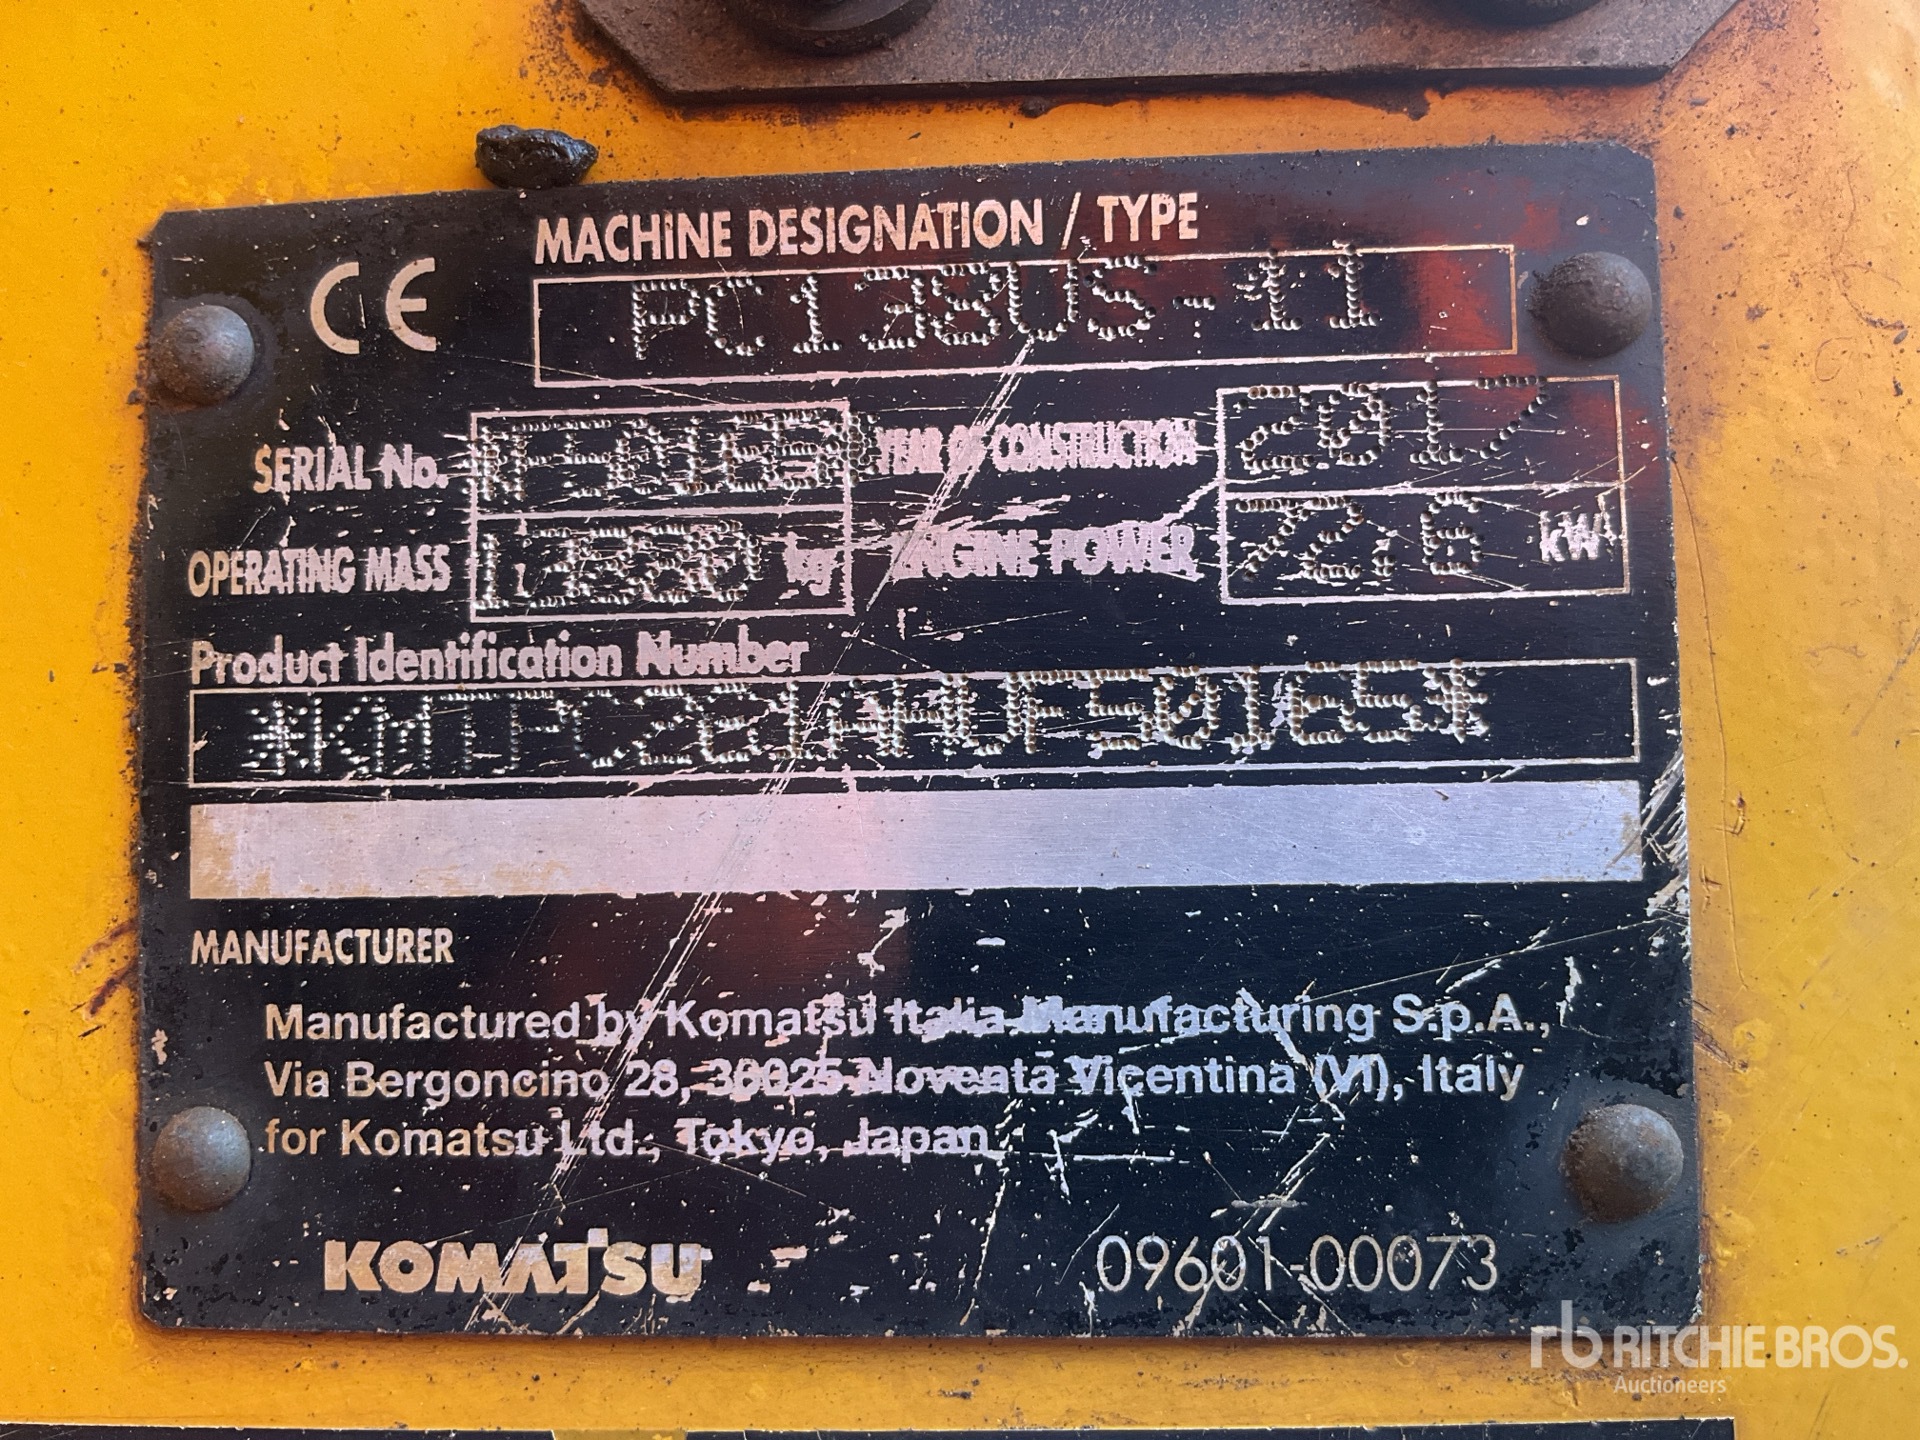 CE
MACHINE DESIGNATION / TYPE
PC138US-11
SERIAL No. YEAR OF CONSTRUCTION 2017
OPERATING MASS kg ENGINE POWER 72.6 kW
Product Identification Number
MANUFACTURER
Manufactured by Komatsu Italia Manufacturing S.p.A.,
Via Bergoncino 28, 36025 Noventa Vicentina (VI), Italy
for Komatsu Ltd., Tokyo, Japan
KOMATSU 09601-00073
rb RITCHIE BROS.
Auctioneers